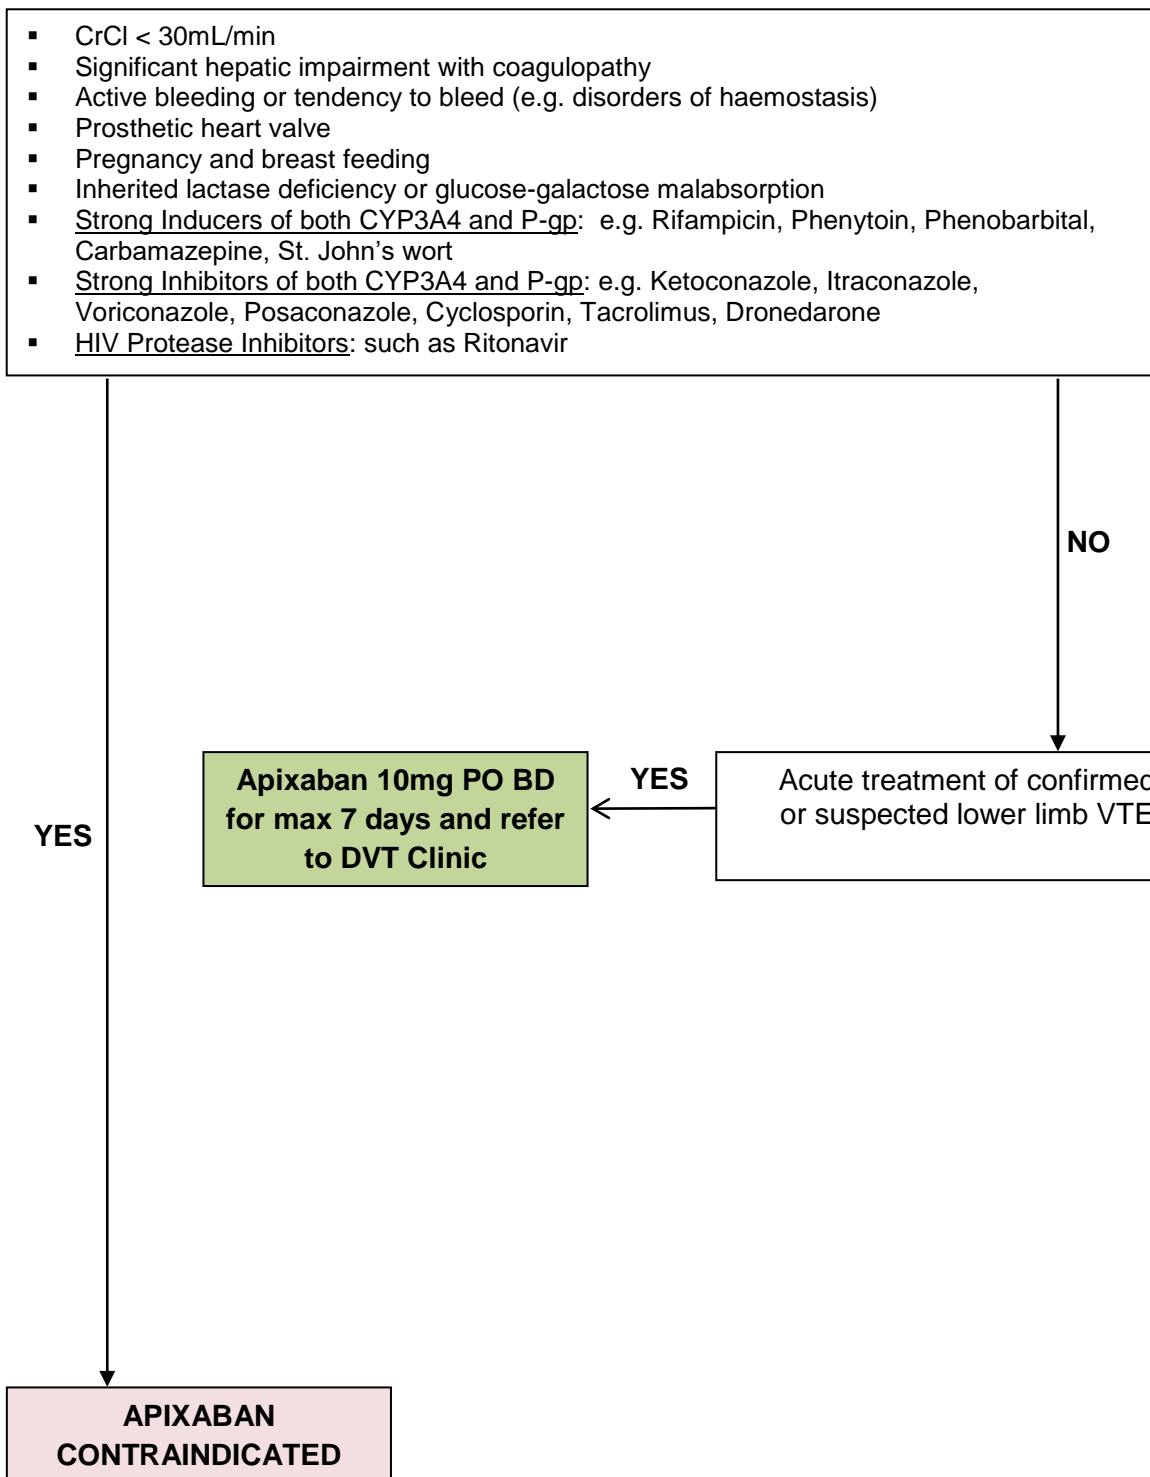 ▪ CrCl < 30mL/min
▪ Significant hepatic impairment with coagulopathy
▪ Active bleeding or tendency to bleed (e.g. disorders of haemostasis)
▪ Prosthetic heart valve
▪ Pregnancy and breast feeding
▪ Inherited lactase deficiency or glucose-galactose malabsorption
▪ Strong Inducers of both CYP3A4 and P-gp: e.g. Rifampicin, Phenytoin, Phenobarbital,
Carbamazepine, St. John's wort
▪ Strong Inhibitors of both CYP3A4 and P-gp: e.g. Ketoconazole, Itraconazole,
Voriconazole, Posaconazole, Cyclosporin, Tacrolimus, Dronedarone
▪ HIV Protease Inhibitors: such as Ritonavir
NO
Acute treatment of confirmed
or suspected lower limb VTE
YES
Apixaban 10mg PO BD
for max 7 days and refer
to DVT Clinic
YES
APIXABAN
CONTRAINDICATED